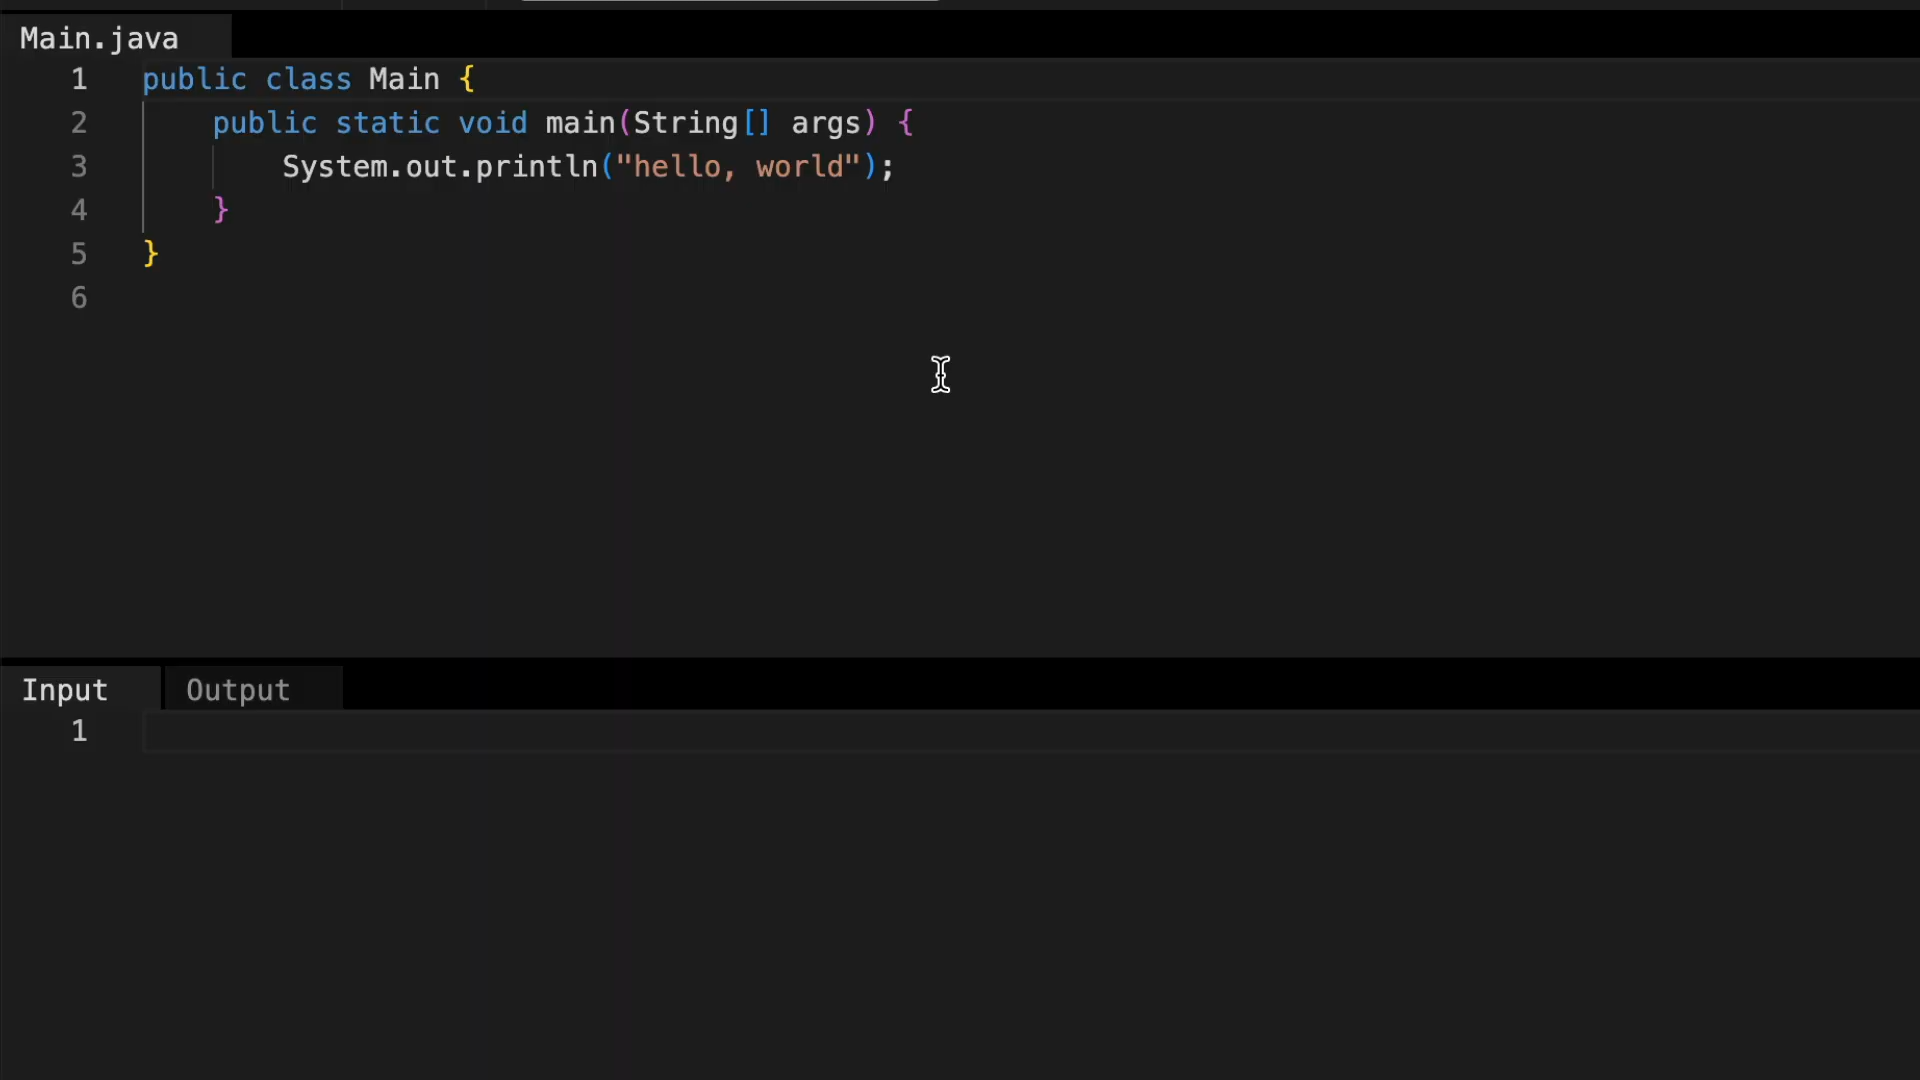 Main.java
1 public class Main {
2     public static void main(String[] args) {
3         System.out.println("hello, world");
4     }
5 }
6
Input Output
1